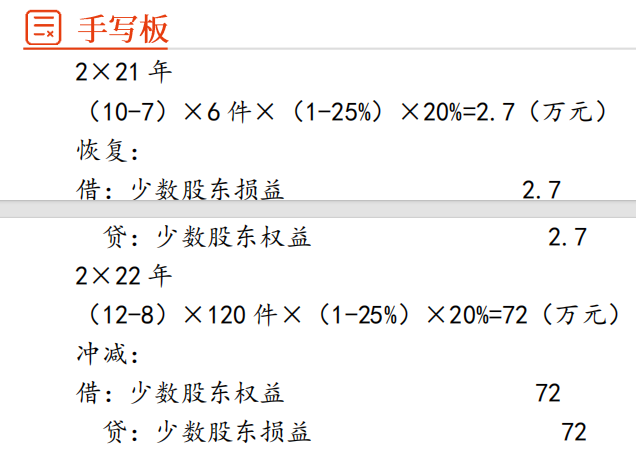 手写板
2×21 年
（10-7）×6 件×（1-25%）×20%=2.7（万元）
恢复：
借：少数股东损益 2.7
贷：少数股东权益 2.7
2×22 年
（12-8）×120 件×（1-25%）×20%=72（万元）
冲减：
借：少数股东权益 72
贷：少数股东损益 72